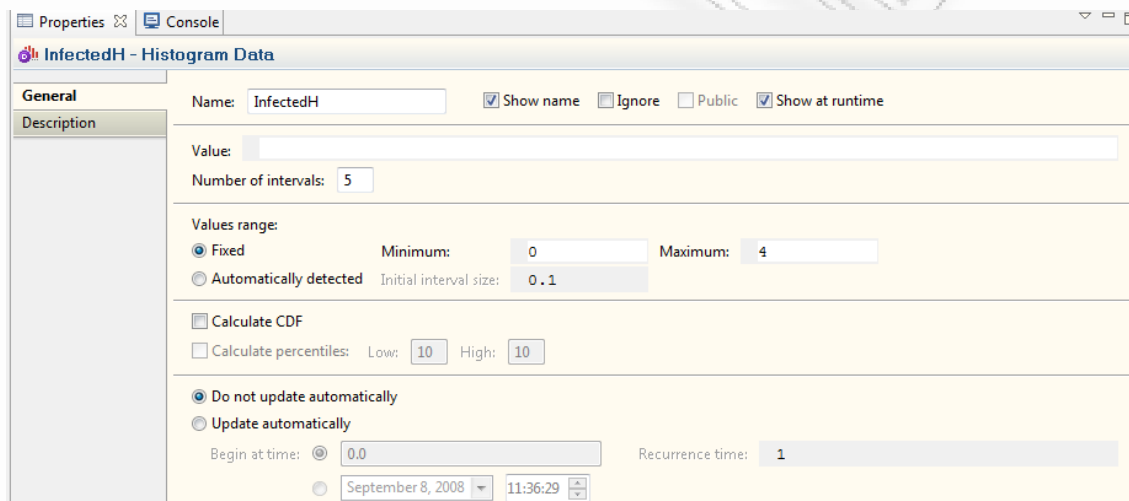 Properties Console
InfectedH - Histogram Data
General
Description
Name: InfectedH Show name Ignore Public Show at runtime
Value:
Number of intervals: 5
Values range:
Fixed Minimum: 0 Maximum: 4
Automatically detected Initial interval size: 0.1
Calculate CDF
Calculate percentiles: Low: 10 High: 10
Do not update automatically
Update automatically
Begin at time: 0.0 Recurrence time: 1
September 8, 2008 11:36:29